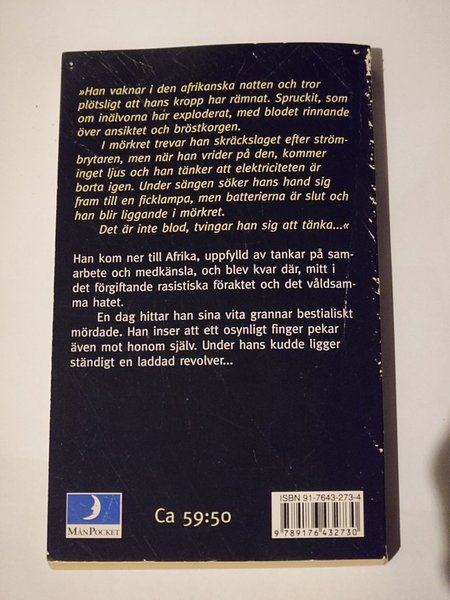 »Han vaknar i den afrikanska natten och tror
plötsligt att hans kropp har rämnat. Spruckit, som
om inälvorna har exploderat, med blodet rinnande
över ansiktet och bröstkorgen.
I mörkret trevar han skräckslaget efter ström-
brytaren, men när han vrider på den, kommer
inget ljus och han tänker att elektriciteten är
borta igen. Under sängen söker hans hand sig
fram till en ficklampa, men batterierna är slut och
han blir liggande i mörkret.
Det är inte blod, tvingar han sig att tänka...«
Han kom ner till Afrika, uppfylld av tankar på sam-
arbete och medkänsla, och blev kvar där, mitt i
det förgiftande rasistiska föraktet och det våldsam-
ma hatet.
En dag hittar han sina vita grannar bestialiskt
mördade. Han inser att ett osynligt finger pekar
även mot honom själv. Under hans kudde ligger
ständigt en laddad revolver...
MÅNPOCKET
Ca 59:50
ISBN 91-7643-273-4
9 789176 432730